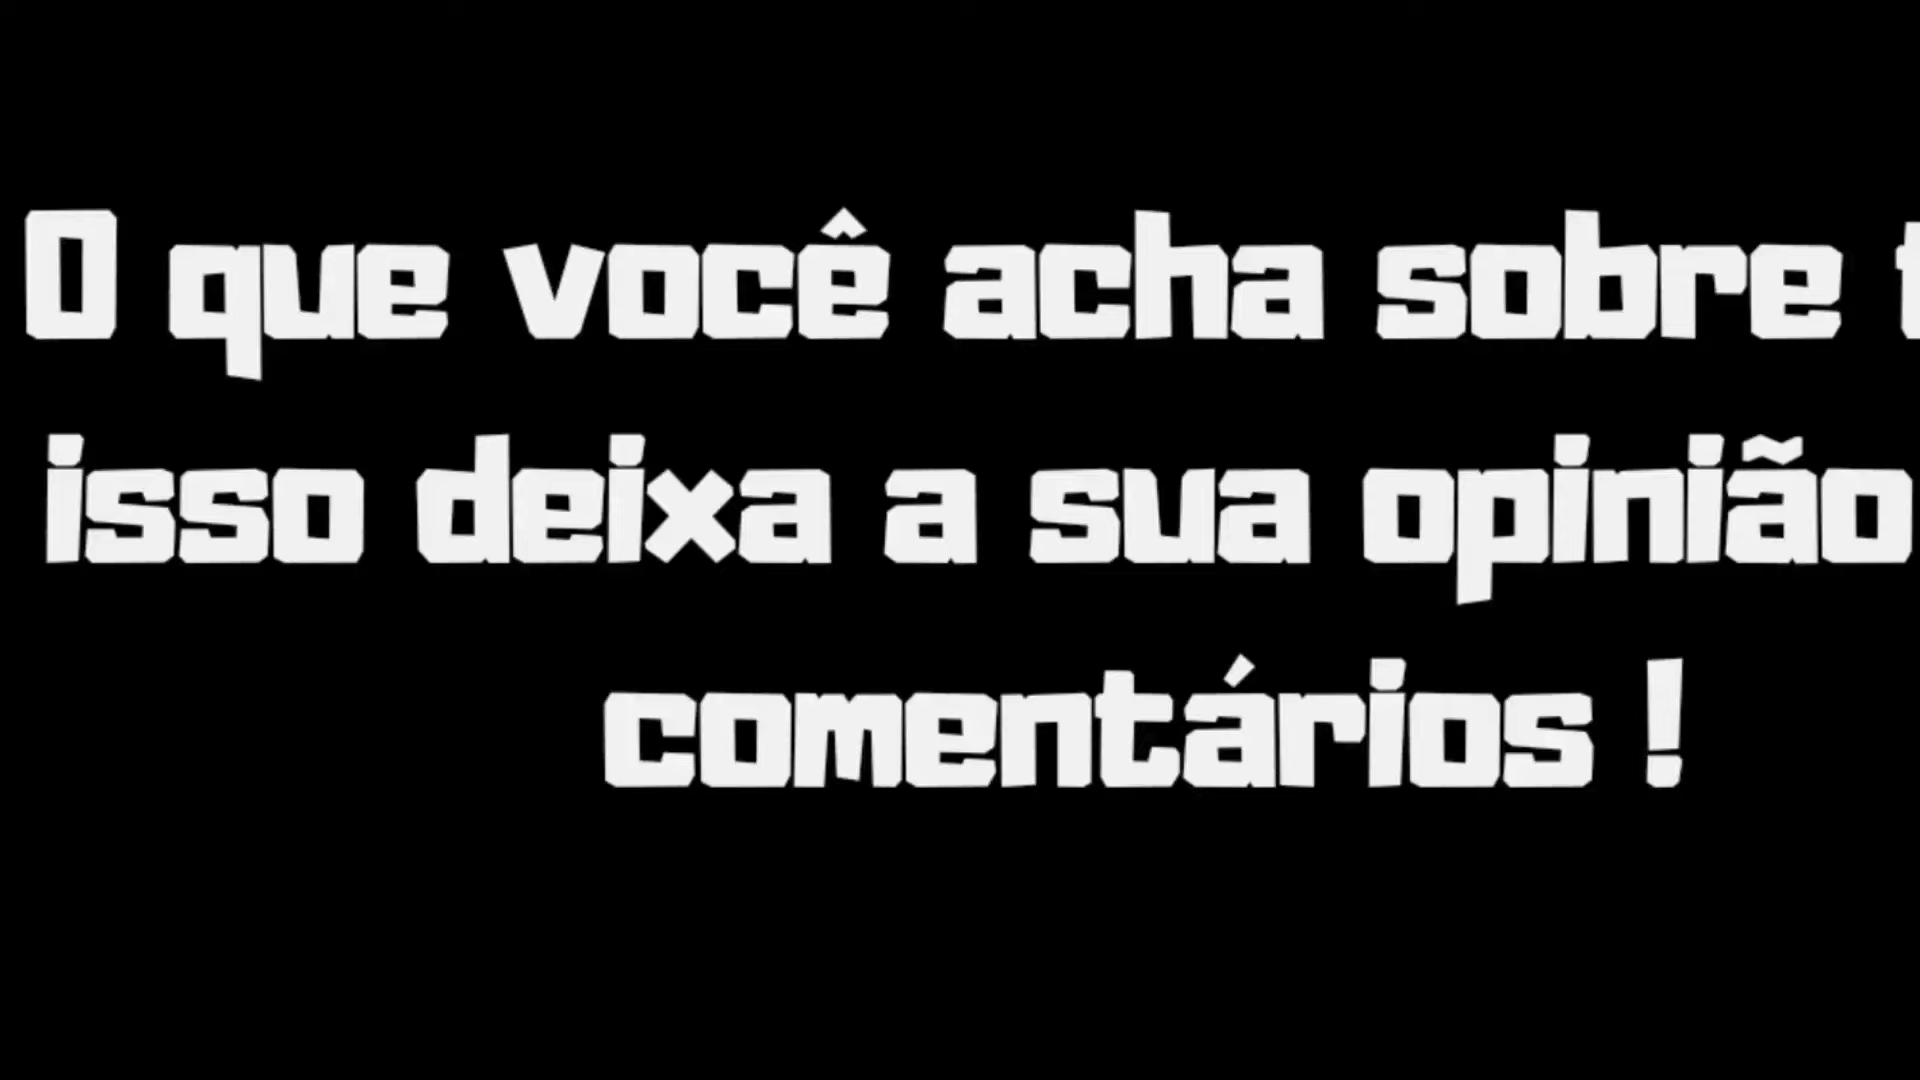 O que você acha sobre
isso deixa a sua opinião
comentários !